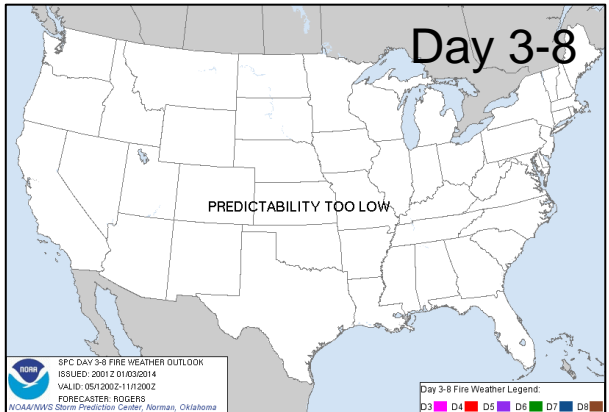 Day 3-8
PREDICTABILITY TOO LOW
NOAA
SPC DAY 3-8 FIRE WEATHER OUTLOOK
ISSUED: 2001Z 01/03/2014
VALID: 05/1200Z-11/1200Z
FORECASTER: ROGERS
NOAA/NWS Storm Prediction Center, Norman, Oklahoma
Day 3-8 Fire Weather Legend:
D3 D4 D5 D6 D7 D8